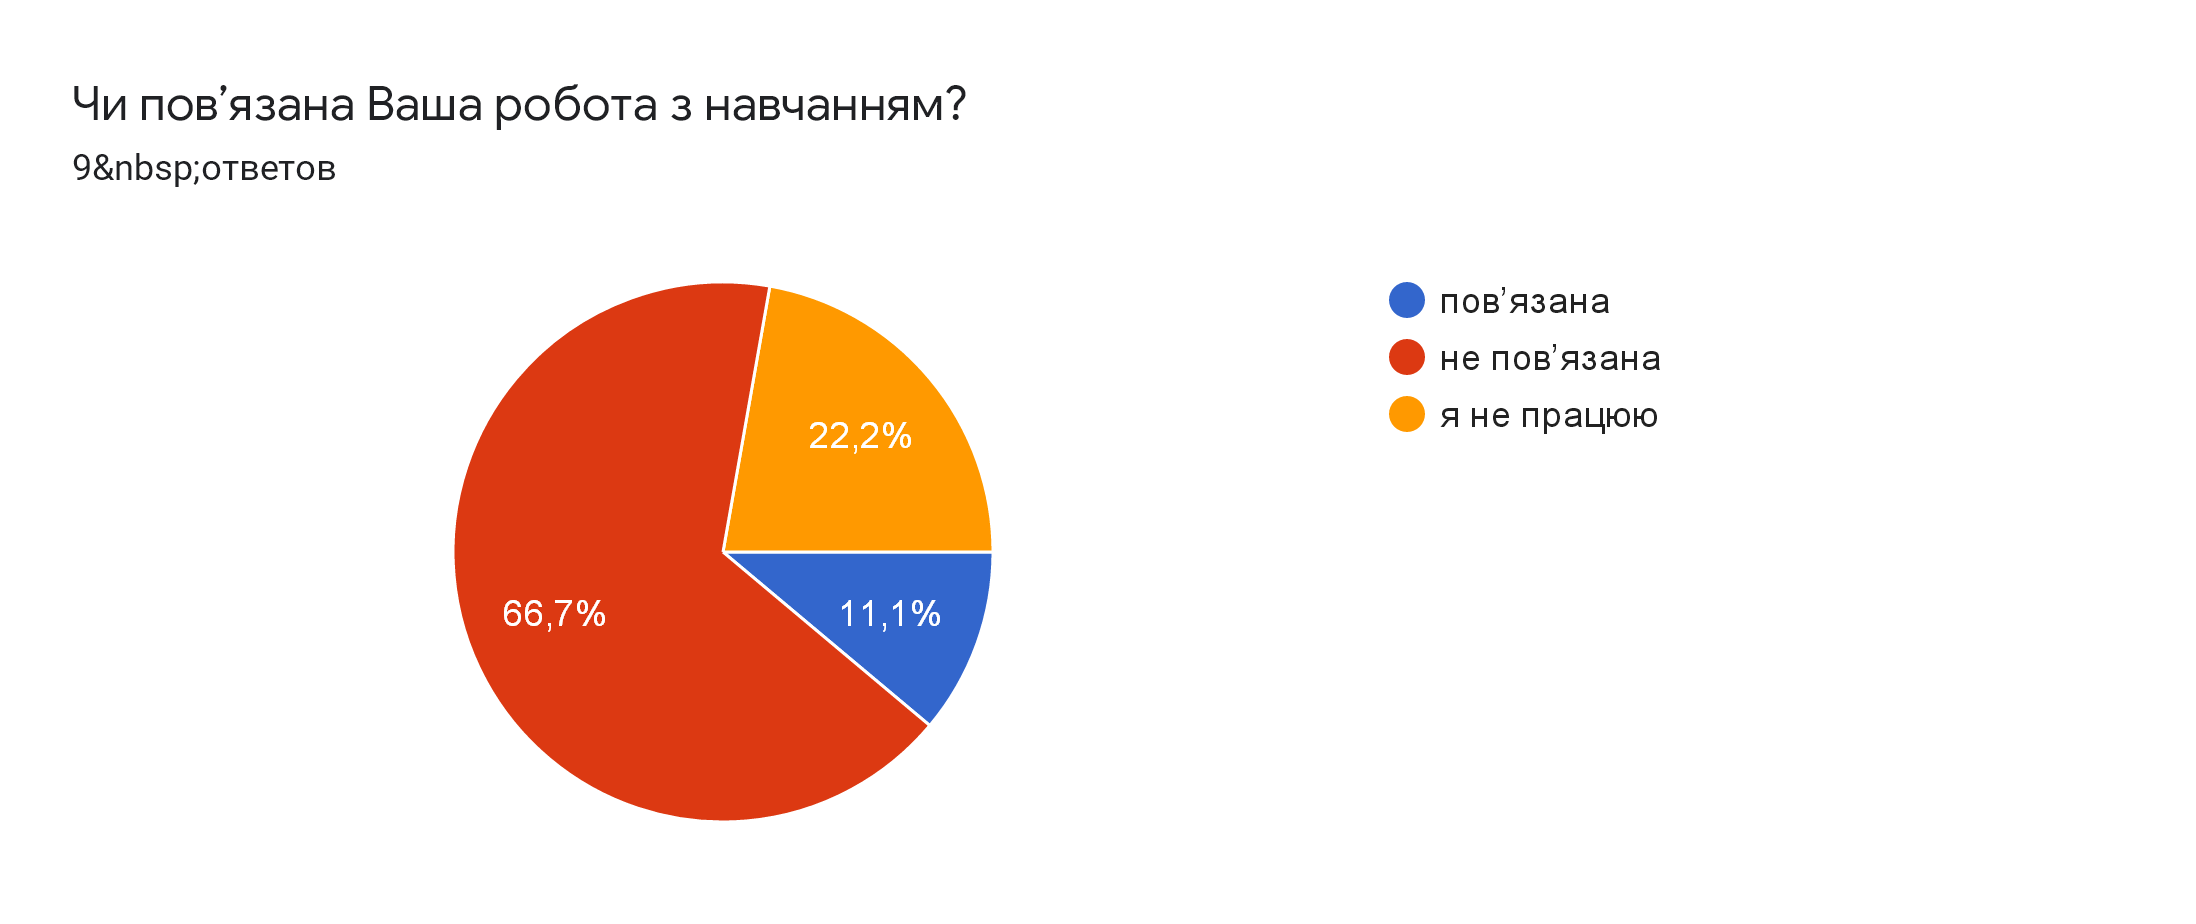 Чи пов’язана Ваша робота з навчанням?
9&nbsp;ответов
пов’язана
не пов’язана
я не працюю
22,2%
66,7%
11,1%